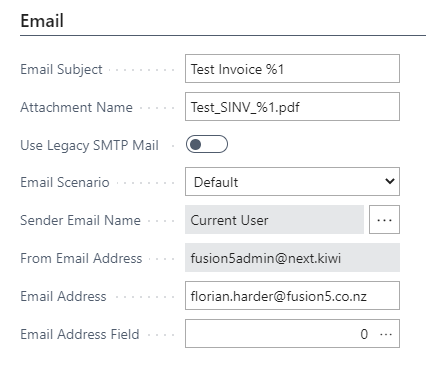 Email
Email Subject Test Invoice %1
Attachment Name Test_SINV_%1.pdf
Use Legacy SMTP Mail
Email Scenario Default
Sender Email Name Current User ...
From Email Address fusion5admin@next.kiwi
Email Address florian.harder@fusion5.co.nz
Email Address Field 0 ...